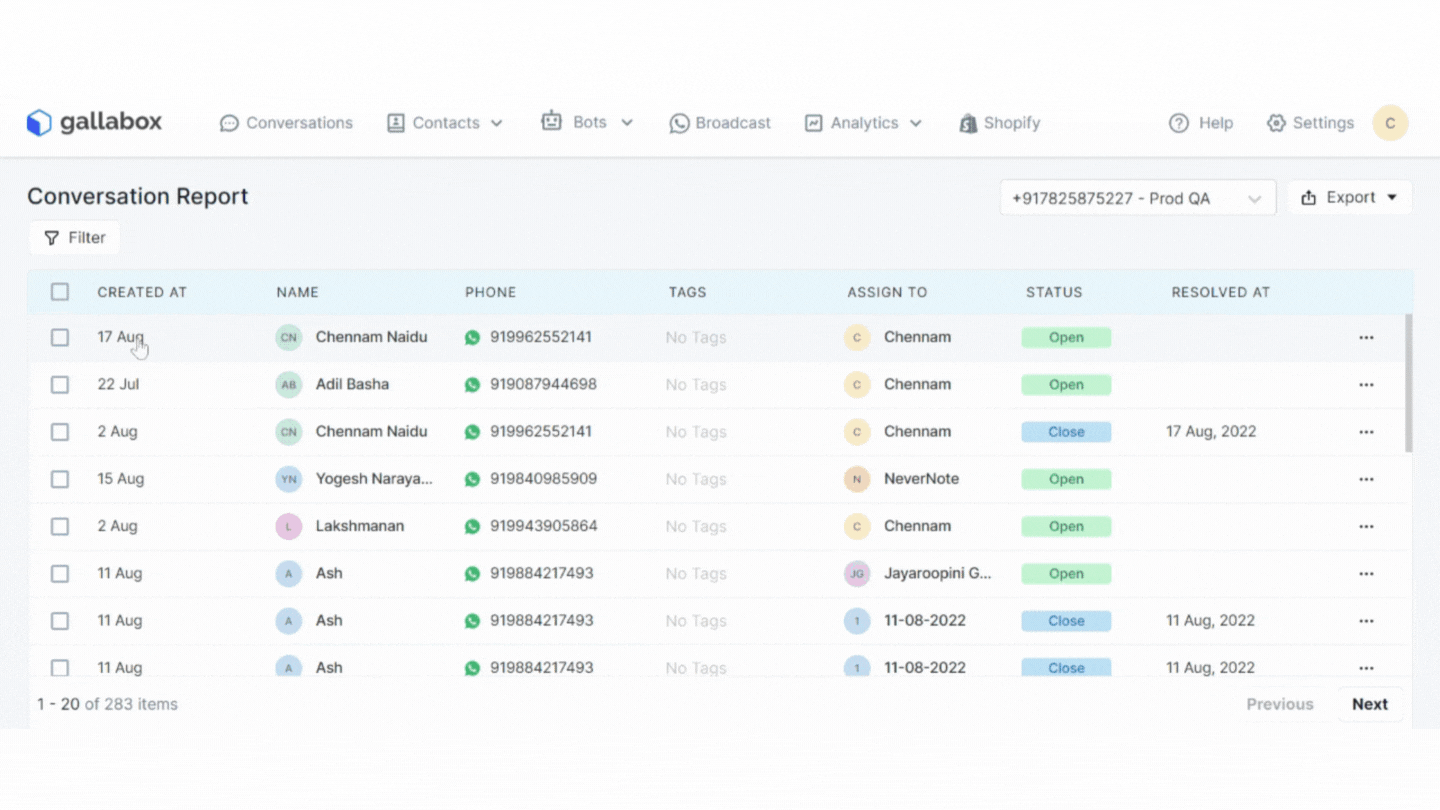 gallabox Conversations Contacts Bots Broadcast Analytics Shopify Help Settings C
Conversation Report +917825875227 - Prod QA Export
Filter
CREATED AT NAME PHONE TAGS ASSIGN TO STATUS RESOLVED AT
17 Aug CN Chennam Naidu 919962552141 No Tags C Chennam Open ...
22 Jul AB Adil Basha 919087944698 No Tags C Chennam Open ...
2 Aug CN Chennam Naidu 919962552141 No Tags C Chennam Close 17 Aug, 2022 ...
15 Aug YN Yogesh Naraya... 919840985909 No Tags N NeverNote Open ...
2 Aug L Lakshmanan 919943905864 No Tags C Chennam Open ...
11 Aug A Ash 919884217493 No Tags JG Jayaroopini G... Open ...
11 Aug A Ash 919884217493 No Tags 1 11-08-2022 Close 11 Aug, 2022 ...
11 Aug A Ash 919884217493 No Tags 1 11-08-2022 Close 11 Aug, 2022 ...
1 - 20 of 283 items Previous Next